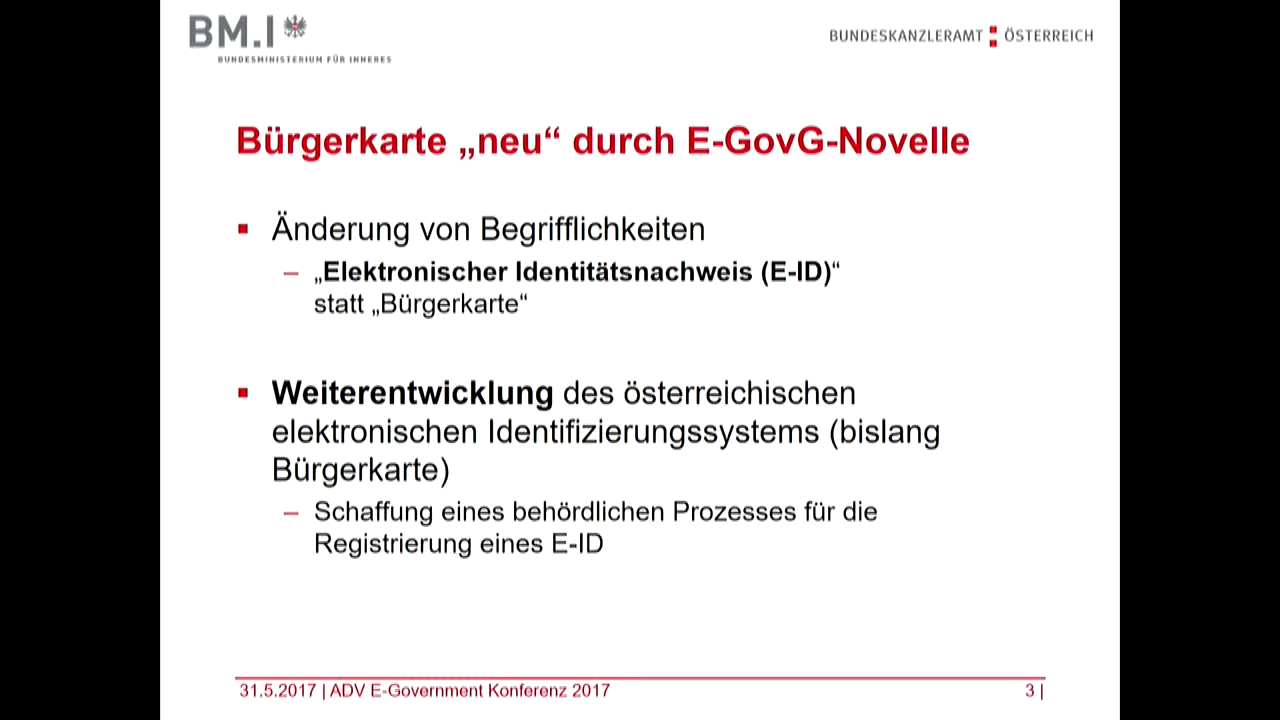 BM.I
BUNDESMINISTERIUM FÜR INNERES
BUNDESKANZLERAMT ÖSTERREICH
Bürgerkarte „neu“ durch E-GovG-Novelle
Änderung von Begrifflichkeiten
– „Elektronischer Identitätsnachweis (E-ID)“
statt „Bürgerkarte“
Weiterentwicklung des österreichischen
elektronischen Identifizierungssystems (bislang
Bürgerkarte)
– Schaffung eines behördlichen Prozesses für die
Registrierung eines E-ID
31.5.2017 | ADV E-Government Konferenz 2017
3 |